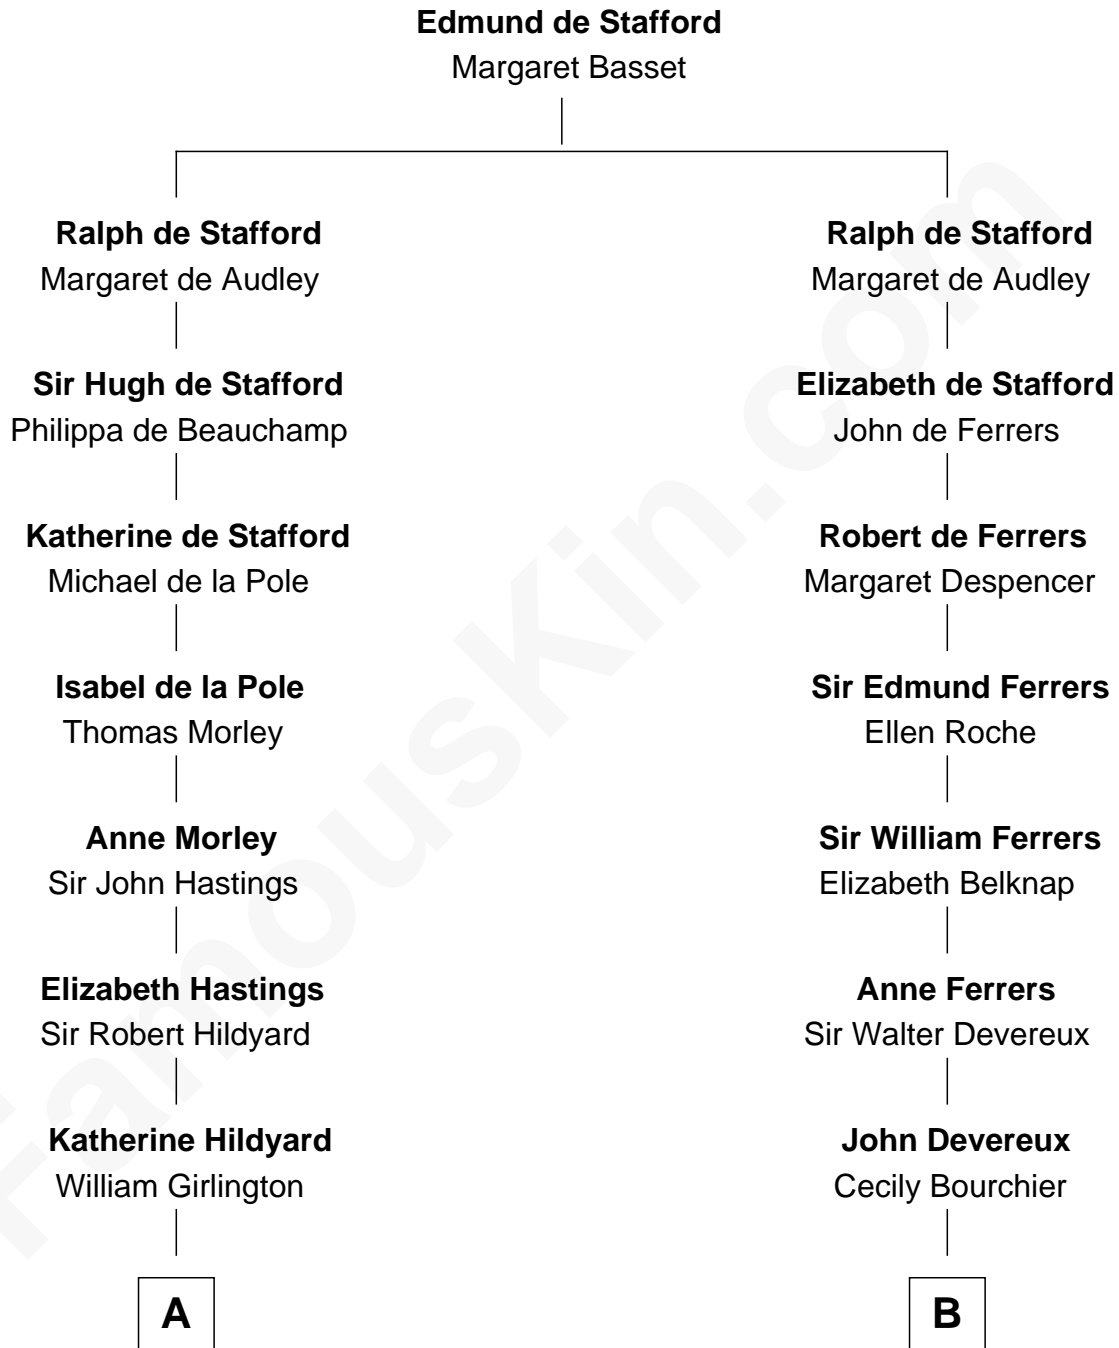 Edmund de Stafford
Margaret Basset
Ralph de Stafford
Margaret de Audley
Sir Hugh de Stafford
Philippa de Beauchamp
Katherine de Stafford
Michael de la Pole
Isabel de la Pole
Thomas Morley
Anne Morley
Sir John Hastings
Elizabeth Hastings
Sir Robert Hildyard
Katherine Hildyard
William Girlington
A
Ralph de Stafford
Margaret de Audley
Elizabeth de Stafford
John de Ferrers
Robert de Ferrers
Margaret Despencer
Sir Edmund Ferrers
Ellen Roche
Sir William Ferrers
Elizabeth Belknap
Anne Ferrers
Sir Walter Devereux
John Devereux
Cecily Bourchier
B
FamousKin.com